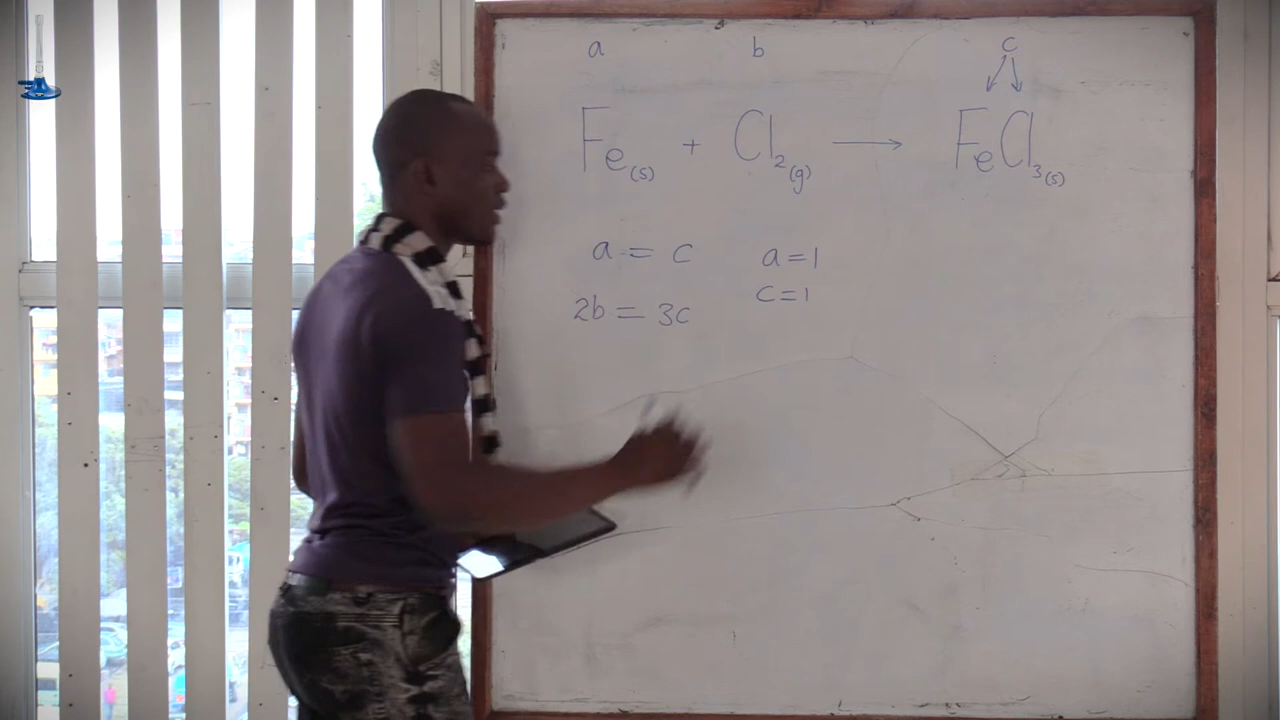 a b c
Fe(s) + Cl₂(g) → FeCl₃(s)
a = c a=1
c=1
2b = 3c